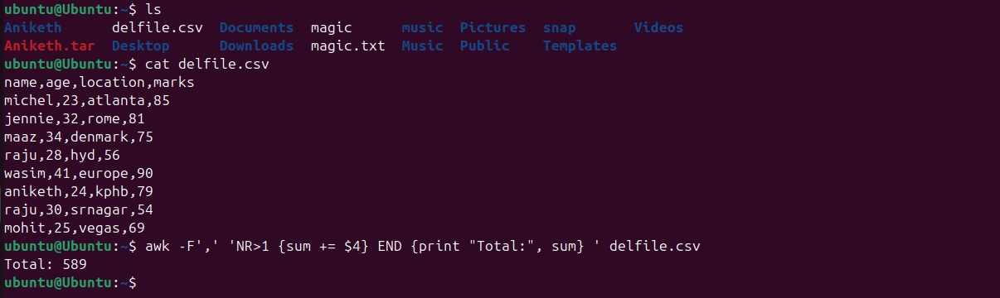 ubuntu@Ubuntu:~$ ls
Aniketh      delfile.csv  Documents  magic      music  Pictures  snap       Videos
Aniketh.tar  Desktop      Downloads  magic.txt  Music  Public    Templates
ubuntu@Ubuntu:~$ cat delfile.csv
name,age,location,marks
michel,23,atlanta,85
jennie,32,rome,81
maaz,34,denmark,75
raju,28,hyd,56
wasim,41,europe,90
aniketh,24,kphb,79
raju,30,srnagar,54
mohit,25,vegas,69
ubuntu@Ubuntu:~$ awk -F',' 'NR>1 {sum += $4} END {print "Total:", sum} ' delfile.csv
Total: 589
ubuntu@Ubuntu:~$